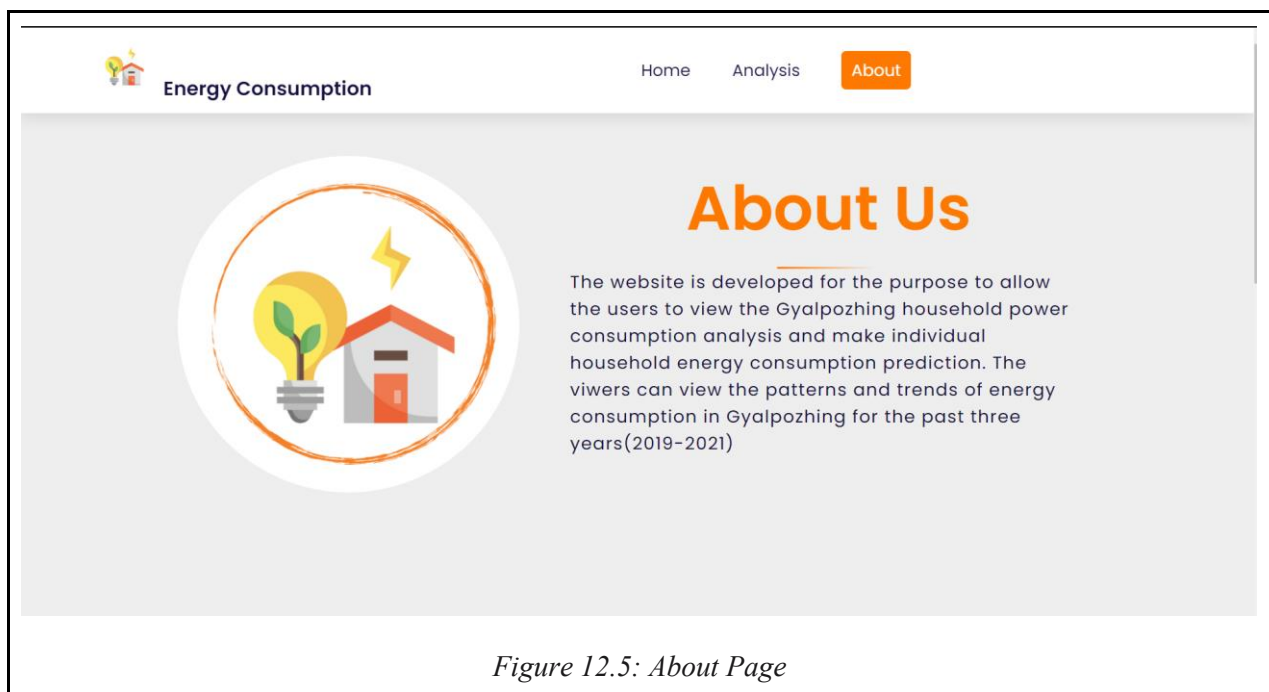 Energy Consumption
Home
Analysis
About
About Us
The website is developed for the purpose to allow
the users to view the Gyalpozhing household power
consumption analysis and make individual
household energy consumption prediction. The
viwers can view the patterns and trends of energy
consumption in Gyalpozhing for the past three
years(2019-2021)
Figure 12.5: About Page